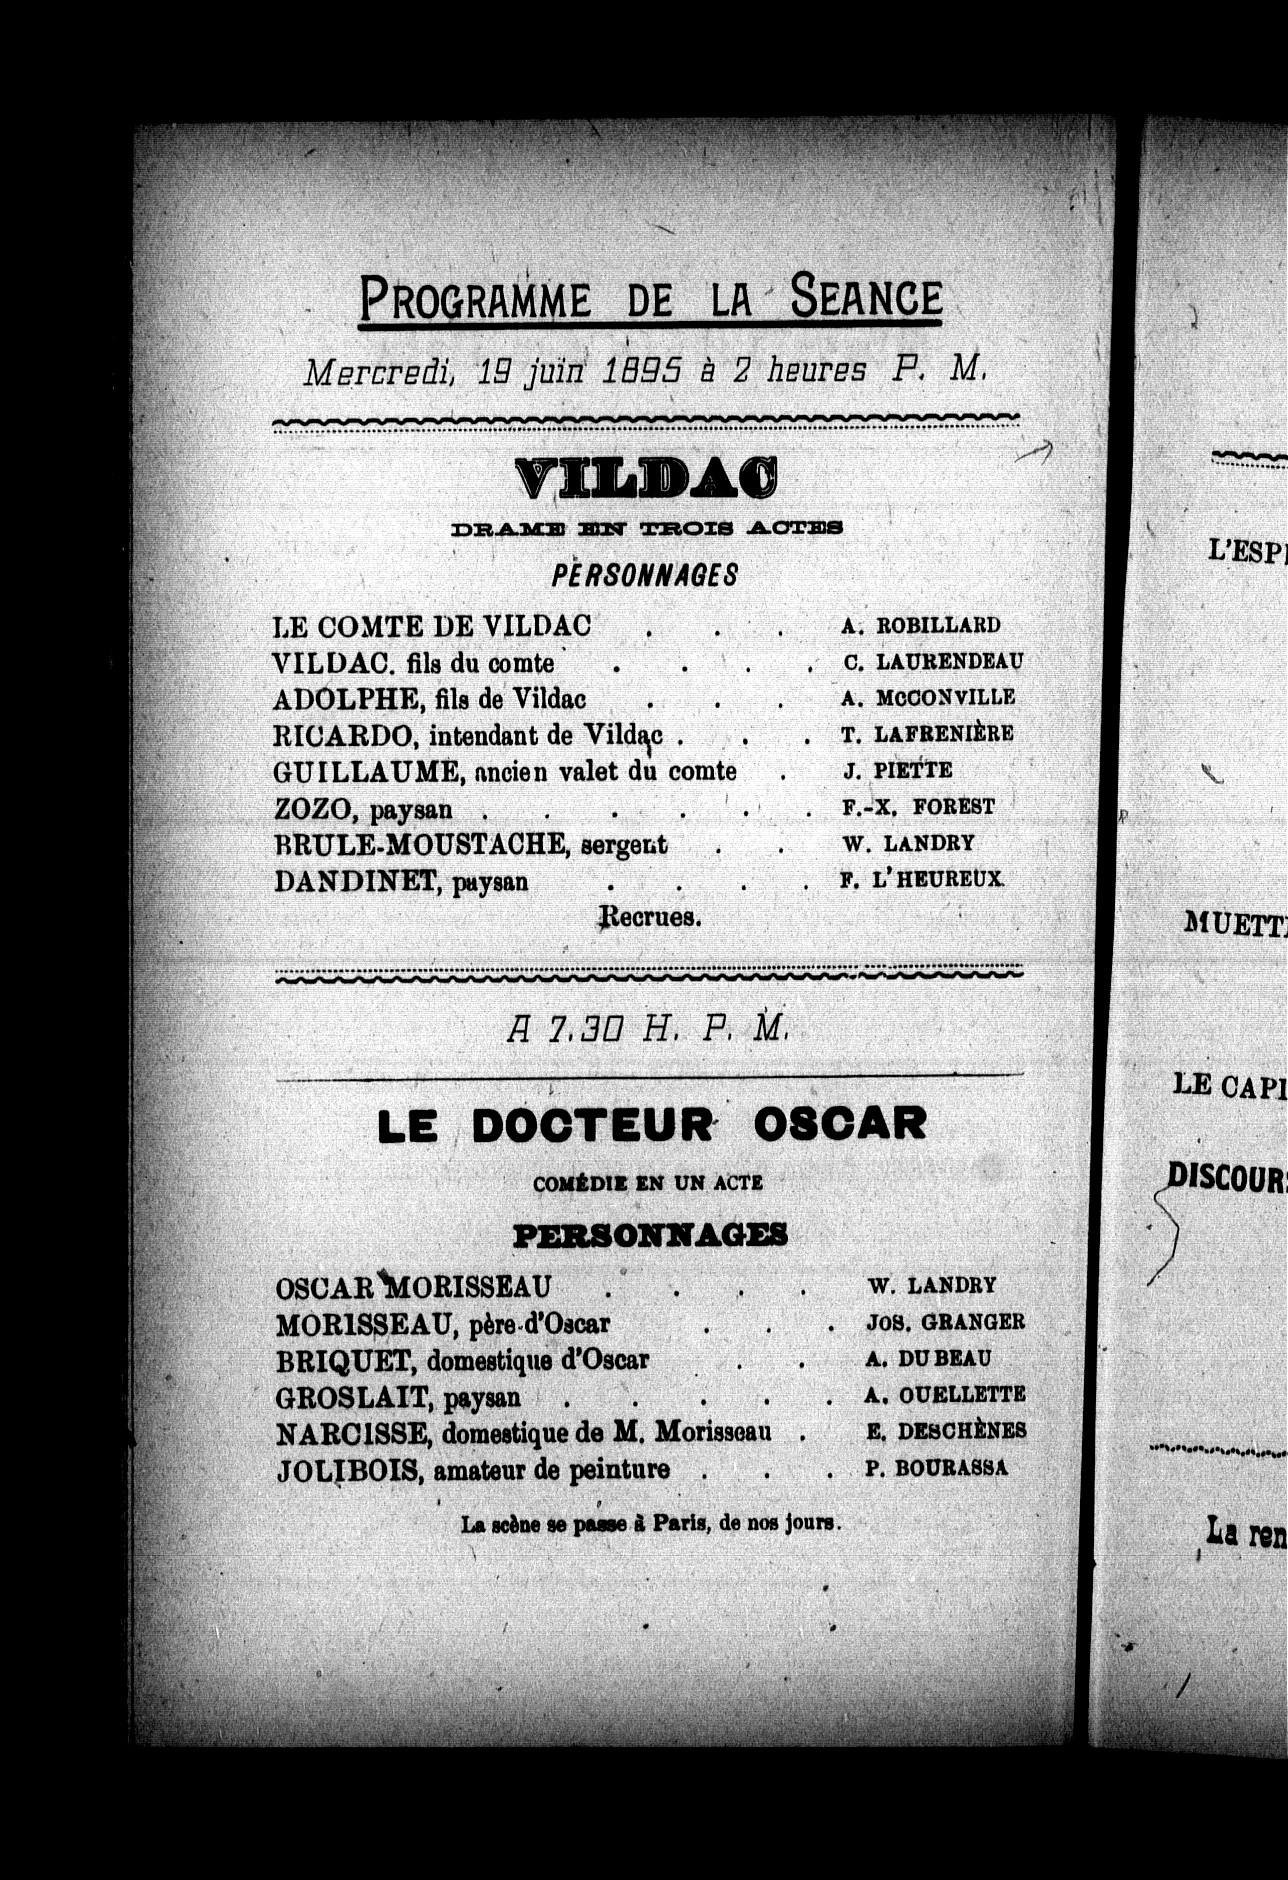 PROGRAMME DE LA SEANCE
Mercredi, 19 juin 1895 à 2 heures P. M.
VILDAC
DRAME EN TROIS ACTES
PERSONNAGES
LE COMTE DE VILDAC . . . A. ROBILLARD
VILDAC. fils du comte . . . . C. LAURENDEAU
ADOLPHE, fils de Vildac . . . A. MCCONVILLE
RICARDO, intendant de Vildac . . . T. LAFRENIÈRE
GUILLAUME, ancien valet du comte . J. PIETTE
ZOZO, paysan . . . . . . F.-X. FOREST
BRULE-MOUSTACHE, sergent . . W. LANDRY
DANDINET, paysan . . . . F. L'HEUREUX
Recrues.
A 7.30 H. P. M.
LE DOCTEUR OSCAR
COMÉDIE EN UN ACTE
PERSONNAGES
OSCAR MORISSEAU . . . . W. LANDRY
MORISSEAU, père d'Oscar . . . JOS. GRANGER
BRIQUET, domestique d'Oscar . . A. DUBEAU
GROSLAIT, paysan . . . . . A. OUELLETTE
NARCISSE, domestique de M. Morisseau . E. DESCHÈNES
JOLIBOIS, amateur de peinture . . . P. BOURASSA
La scène se passe à Paris, de nos jours.
L'ESP
MUETT
LE CAPI
DISCOUR
La ren